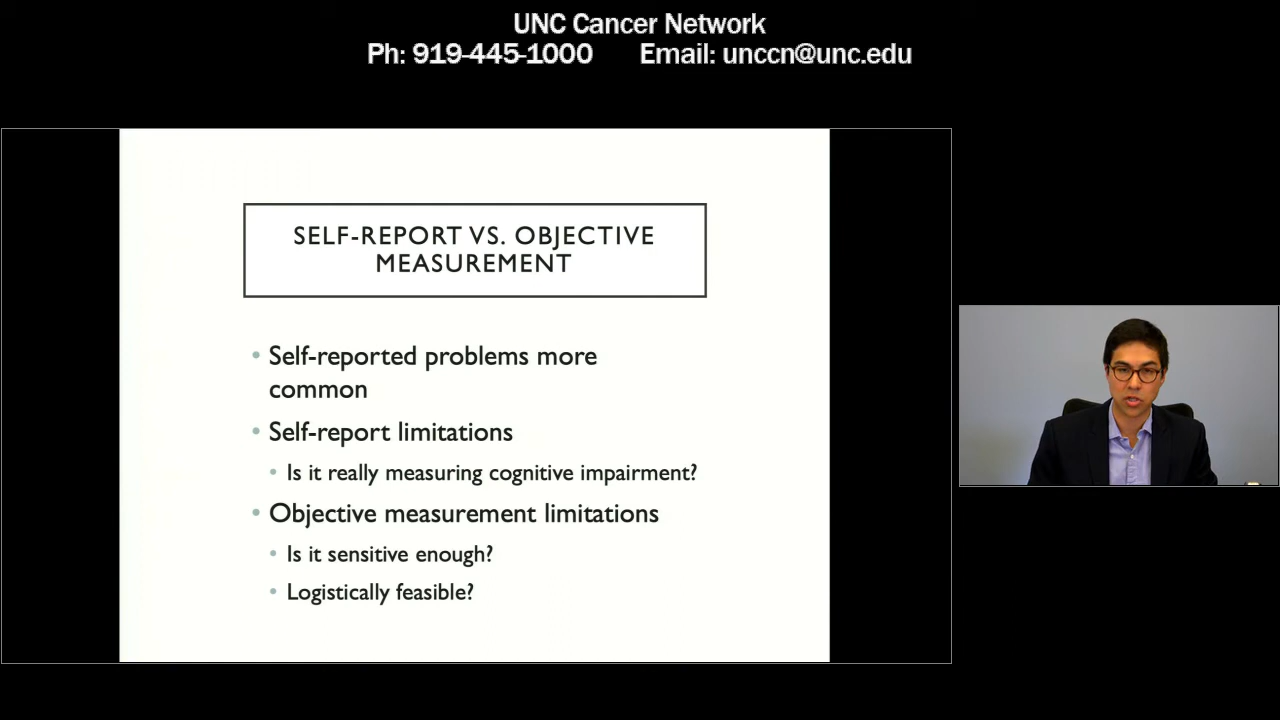 UNC Cancer Network
Ph: 919-445-1000 Email: unccn@unc.edu
SELF-REPORT VS. OBJECTIVE
MEASUREMENT
• Self-reported problems more
common
• Self-report limitations
• Is it really measuring cognitive impairment?
• Objective measurement limitations
• Is it sensitive enough?
• Logistically feasible?